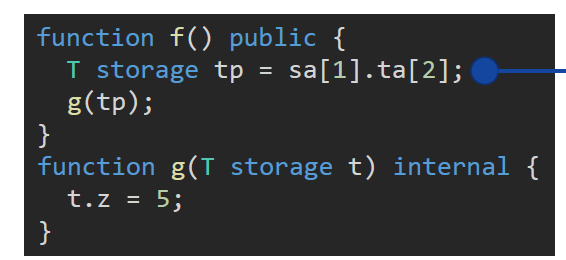 function f() public {
  T storage tp = sa[1].ta[2];
  g(tp);
}
function g(T storage t) internal {
  t.z = 5;
}